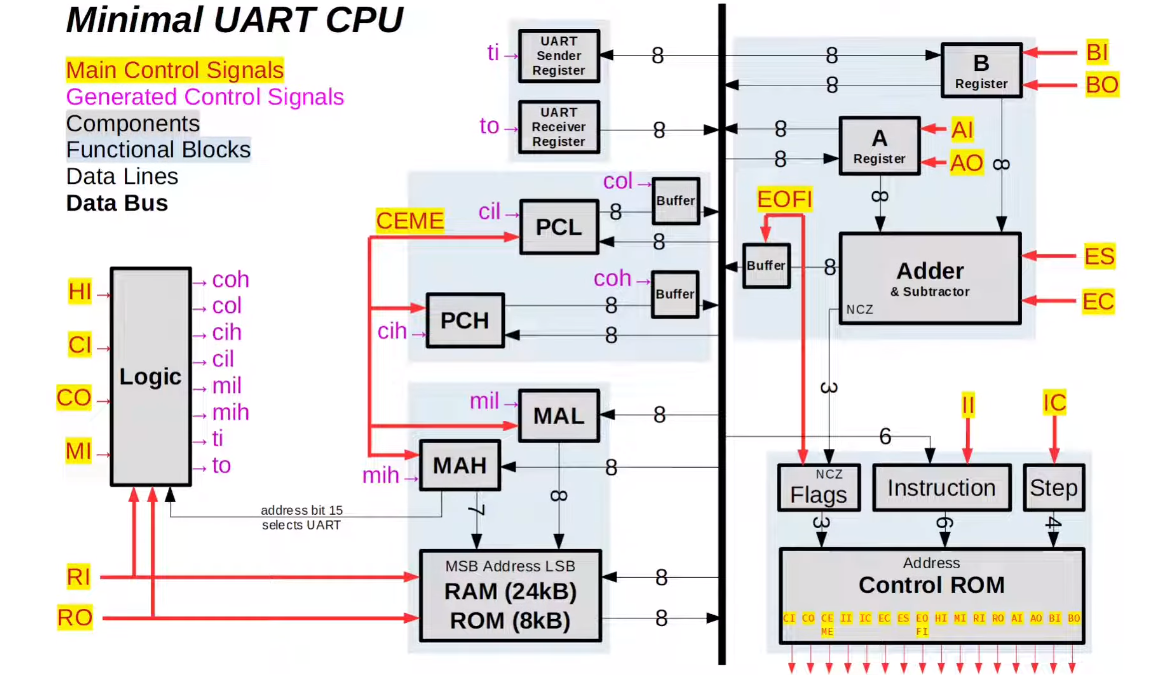 Minimal UART CPU
Main Control Signals
Generated Control Signals
Components
Functional Blocks
Data Lines
Data Bus
ti
UART
Sender
Register
8
8
B
Register
BI
8
BO
to
UART
Receiver
Register
8
8
A
Register
AI
8
AO
8
8
col
Buffer
8
cil
PCL
8
CEME
EOFI
Buffer
8
Adder
& Subtractor
NCZ
ES
EC
coh
Buffer
8
PCH
cih
8
HI
CI
CO
MI
Logic
coh
col
cih
cil
mil
mih
ti
to
3
mil
MAL
8
MAH
mih
8
6
II
IC
address bit 15
selects UART
7
8
NCZ
Flags
Instruction
Step
3
6
4
RI
RO
MSB Address LSB
RAM (24kB)
ROM (8kB)
8
8
Address
Control ROM
CI CO CE II IC EC ES EO HI MI RI RO AI AO BI BO
ME FI